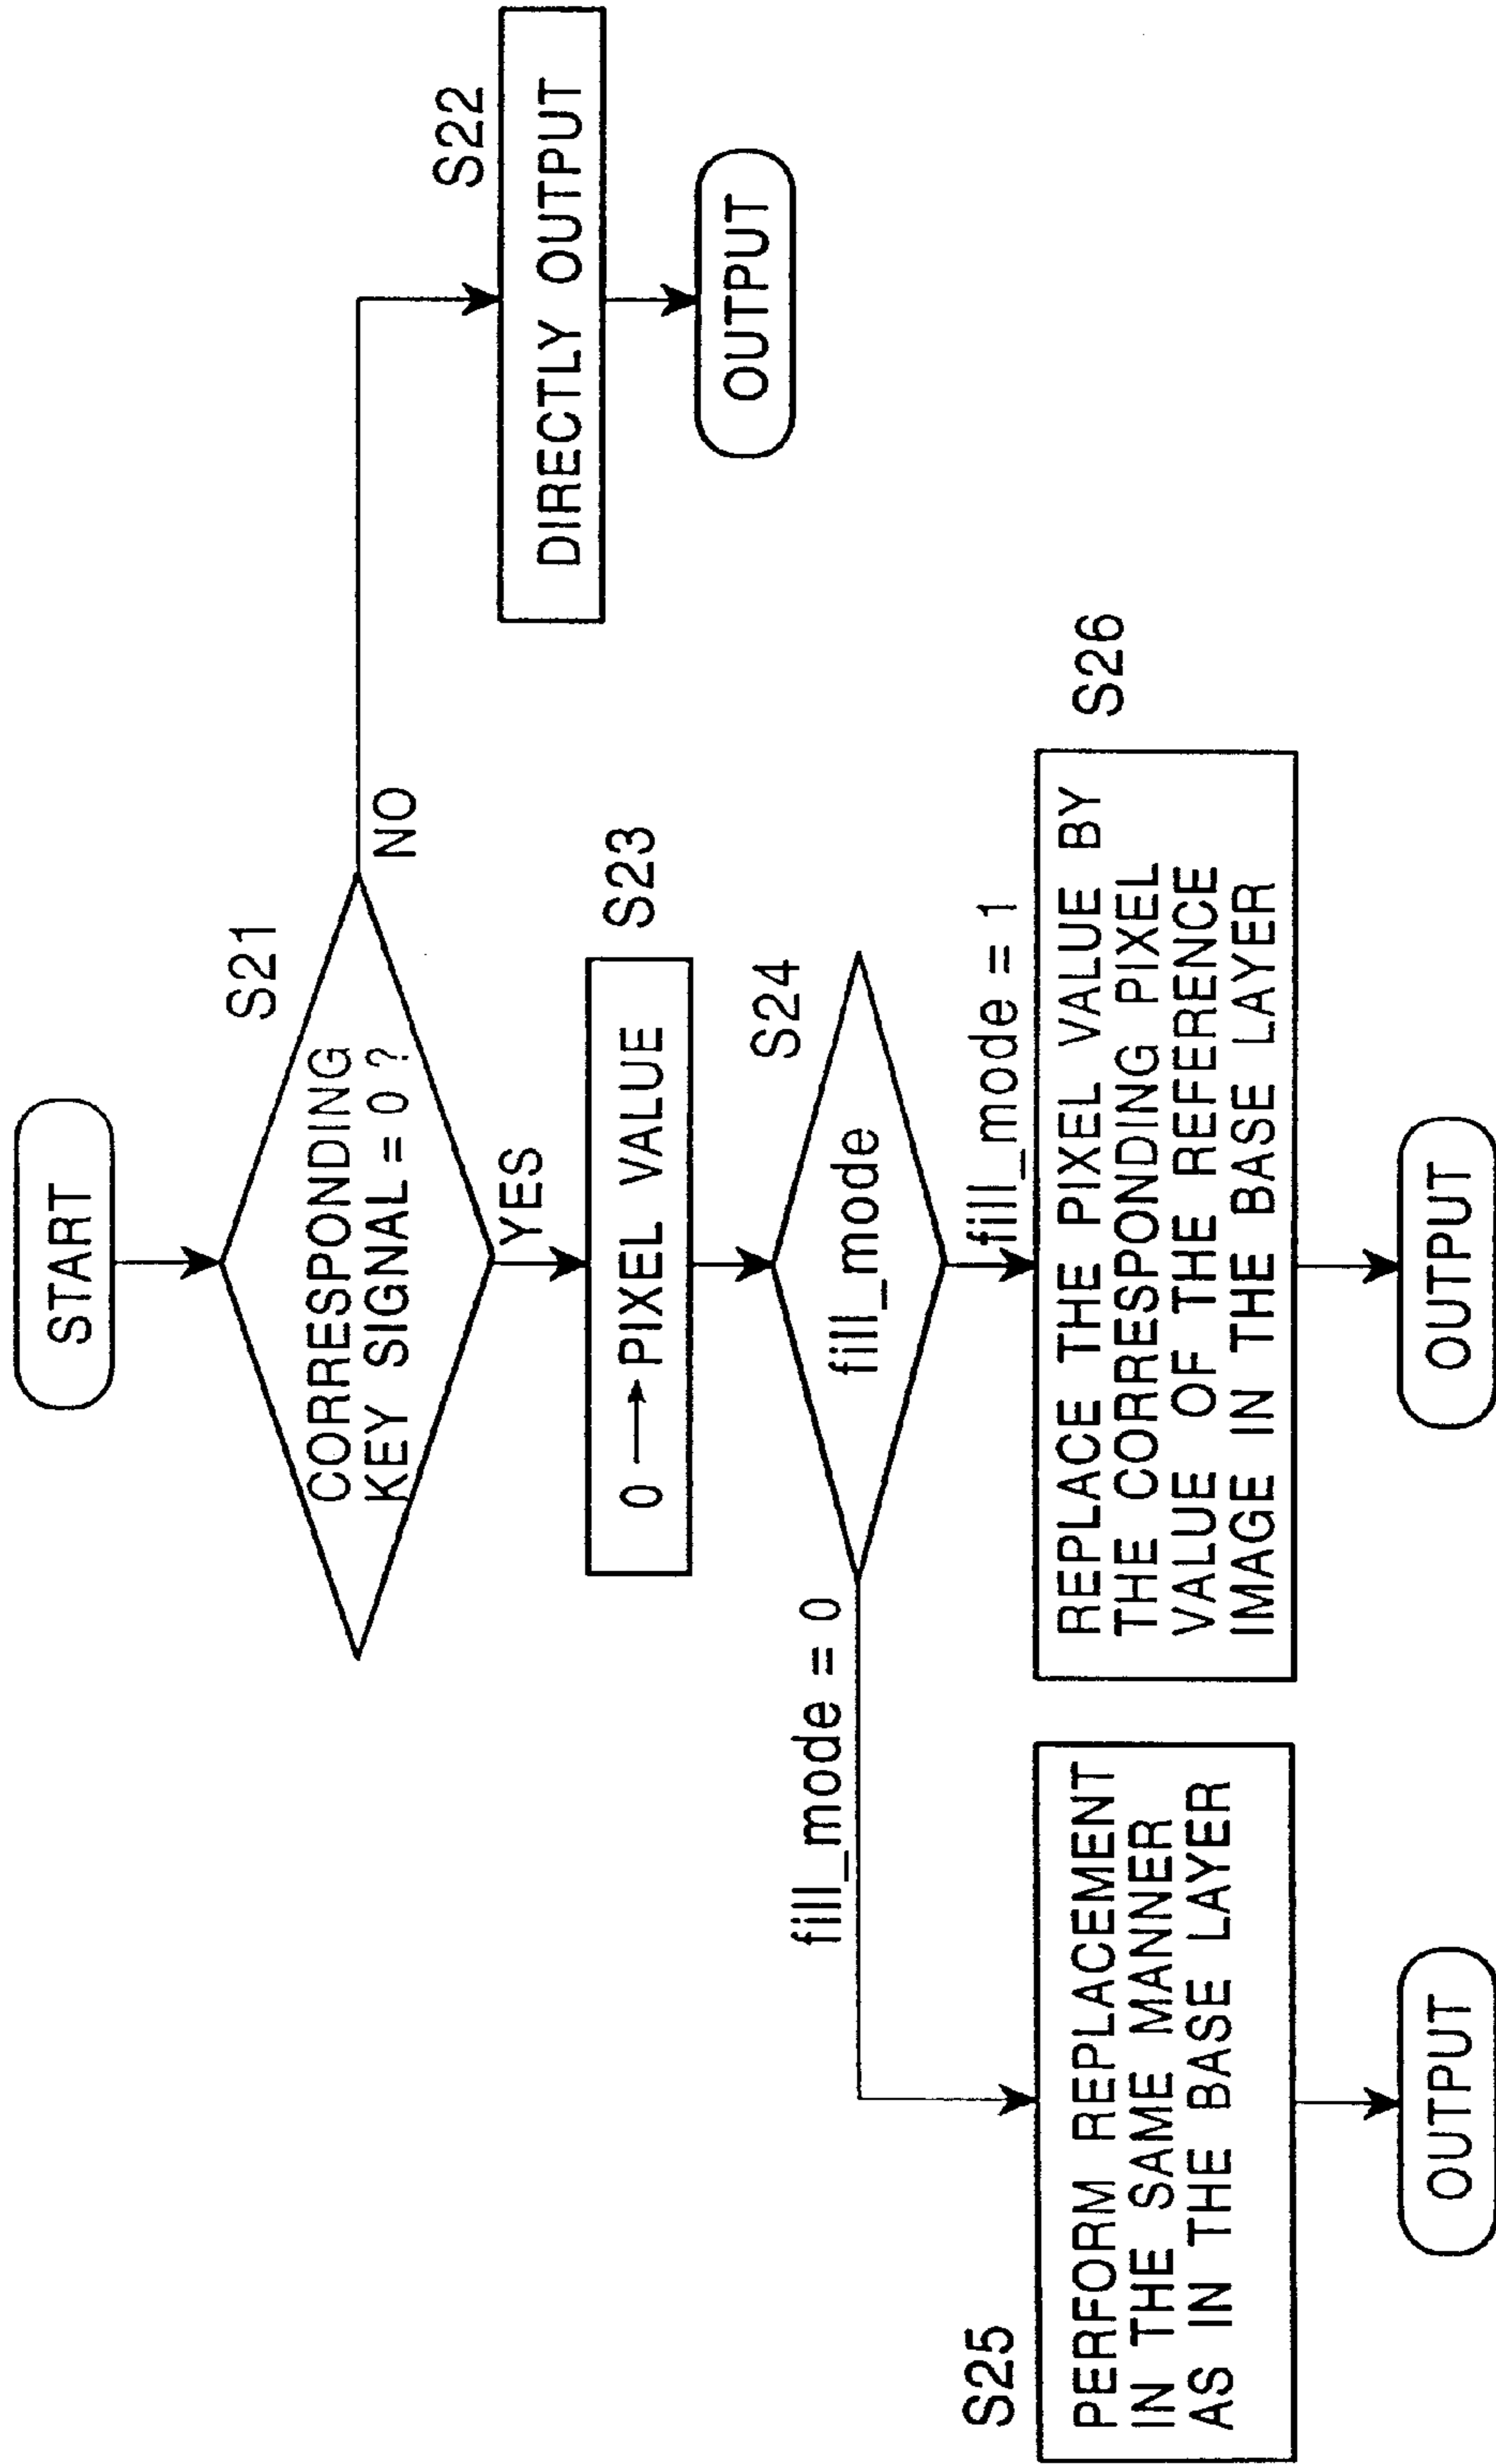 START
S21
CORRESPONDING
KEY SIGNAL = 0 ?
NO
YES
S22
DIRECTLY OUTPUT
OUTPUT
S23
0 → PIXEL VALUE
S24
fill_mode
fill_mode = 0
fill_mode = 1
S25
PERFORM REPLACEMENT
IN THE SAME MANNER
AS IN THE BASE LAYER
OUTPUT
S26
REPLACE THE PIXEL VALUE BY
THE CORRESPONDING PIXEL
VALUE OF THE REFERENCE
IMAGE IN THE BASE LAYER
OUTPUT